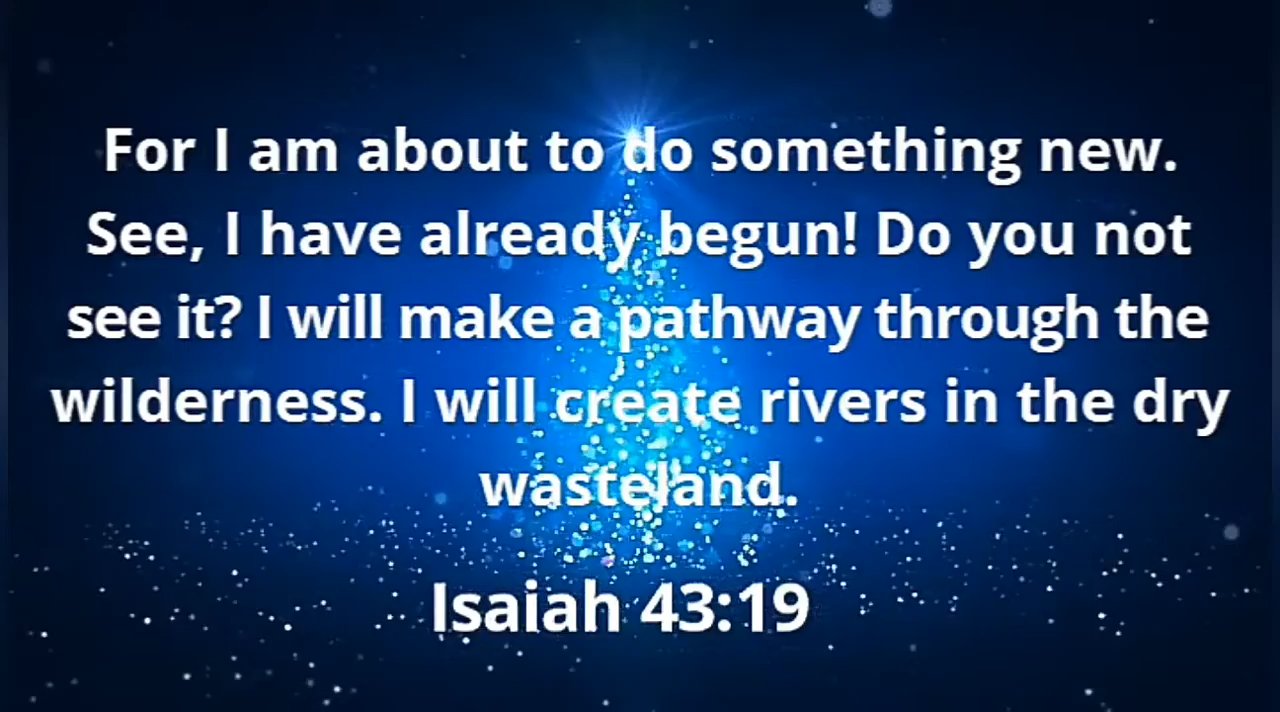 For I am about to do something new.
See, I have already begun! Do you not
see it? I will make a pathway through the
wilderness. I will create rivers in the dry
wasteland.
Isaiah 43:19